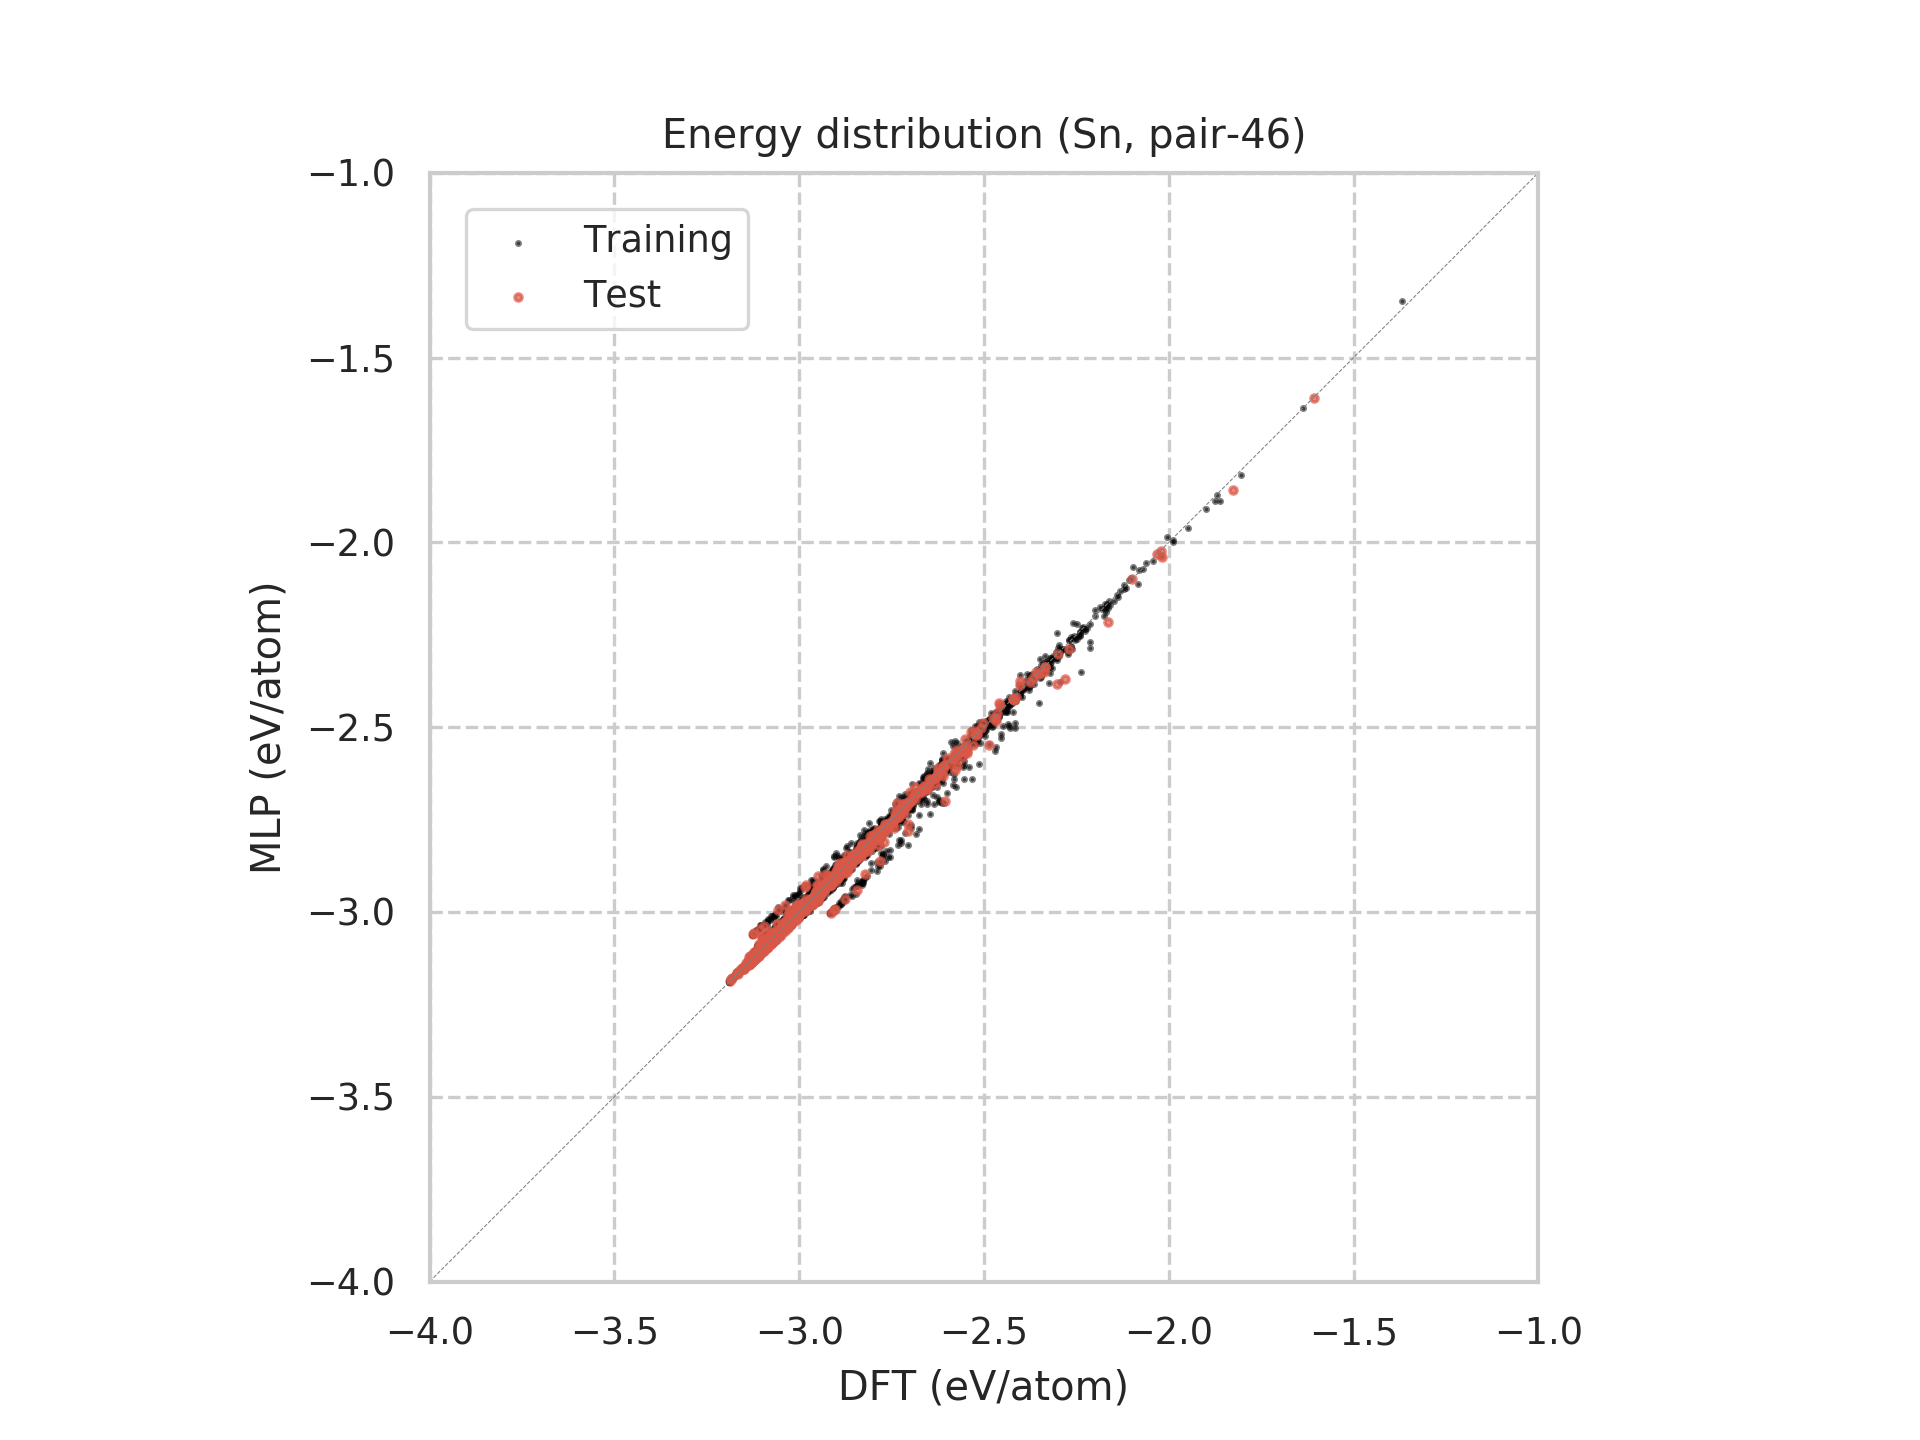 Energy distribution (Sn, pair-46)
Training
Test
−1.0
−1.5
−2.0
−2.5
−3.0
−3.5
−4.0
MLP (eV/atom)
−4.0 −3.5 −3.0 −2.5 −2.0 −1.5 −1.0
DFT (eV/atom)